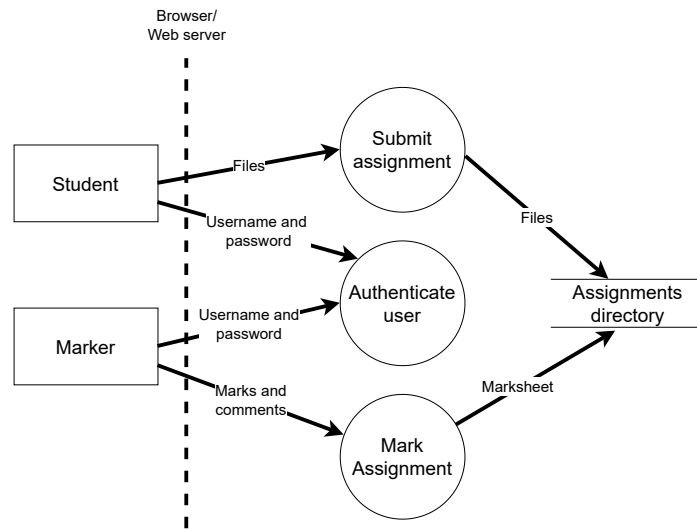 Browser/
Web server
Submit
assignment
Student
Files
Username and
password
Files
Authenticate
user
Assignments
directory
Username and
password
Marker
Marks and
comments
Marksheet
Mark
Assignment